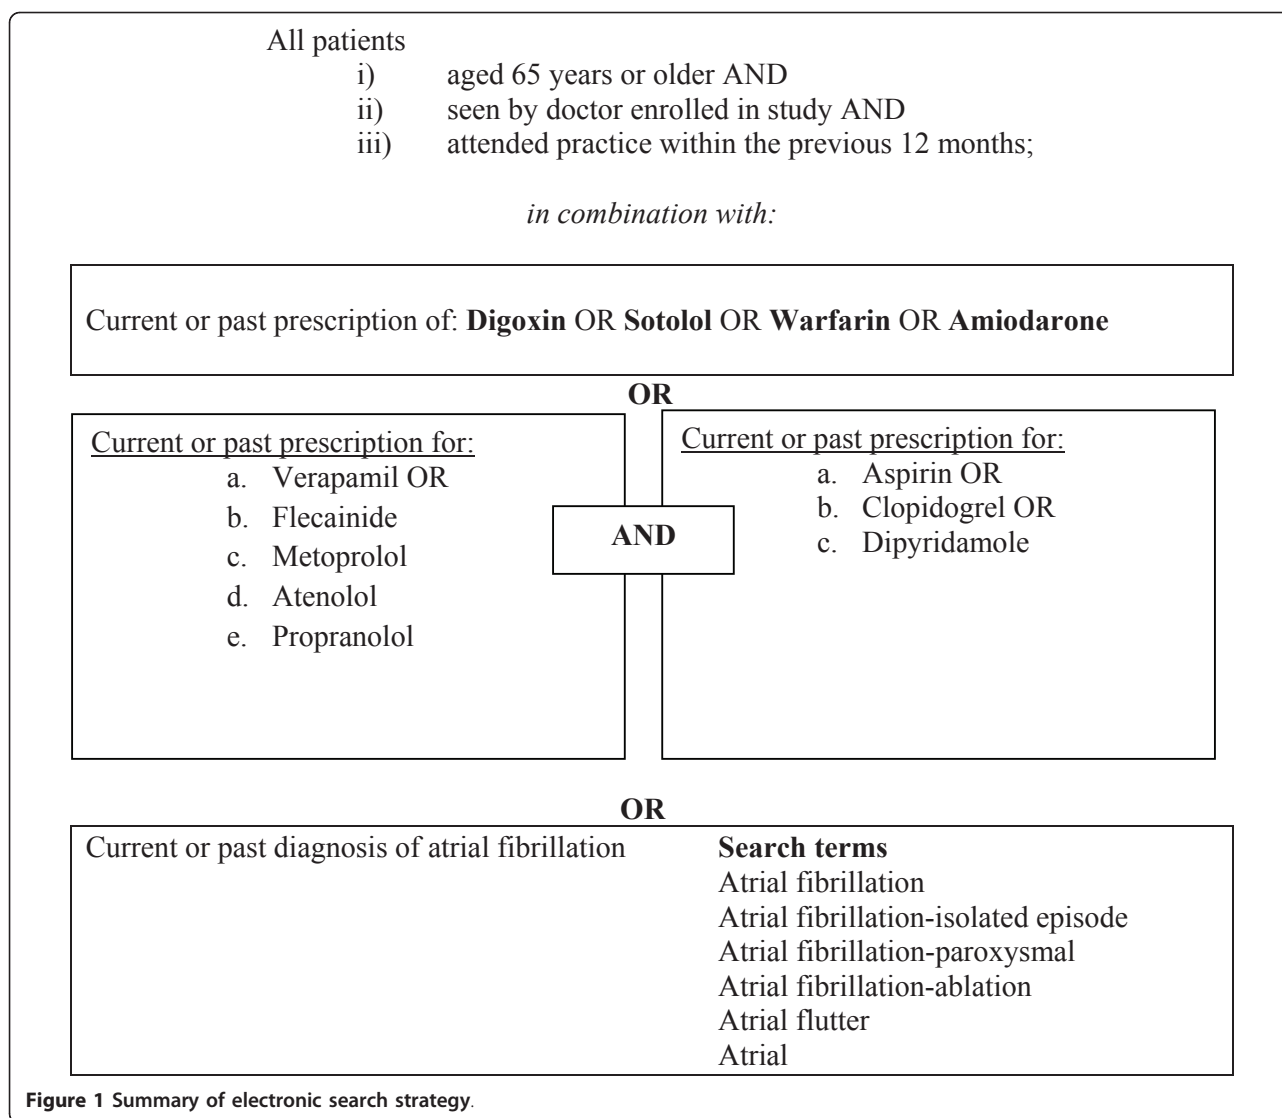 All patients
i) aged 65 years or older AND
ii) seen by doctor enrolled in study AND
iii) attended practice within the previous 12 months;
in combination with:
Current or past prescription of: Digoxin OR Sotolol OR Warfarin OR Amiodarone
OR
Current or past prescription for:
a. Verapamil OR
b. Flecainide
c. Metoprolol
d. Atenolol
e. Propranolol
AND
Current or past prescription for:
a. Aspirin OR
b. Clopidogrel OR
c. Dipyridamole
OR
Current or past diagnosis of atrial fibrillation
Search terms
Atrial fibrillation
Atrial fibrillation-isolated episode
Atrial fibrillation-paroxysmal
Atrial fibrillation-ablation
Atrial flutter
Atrial
Figure 1 Summary of electronic search strategy.